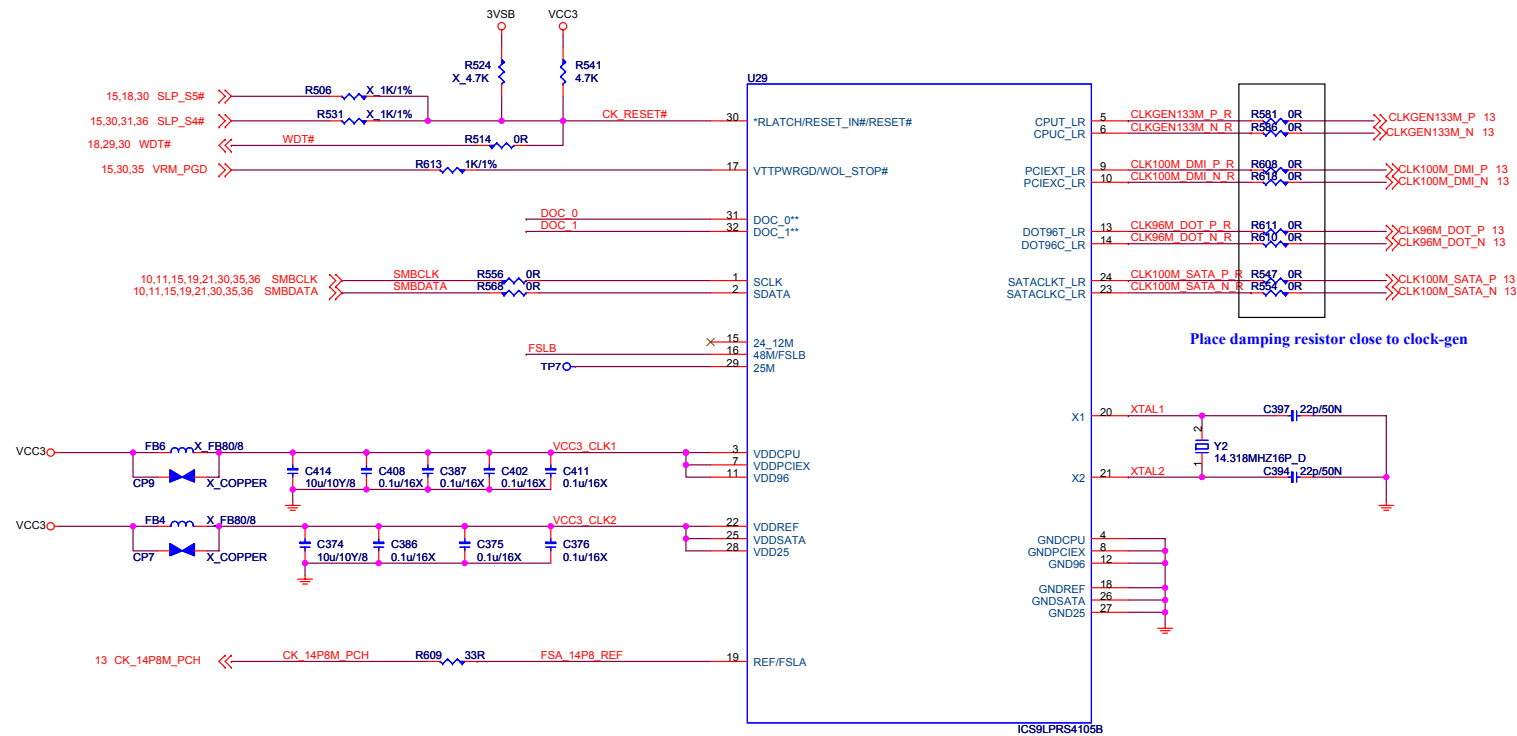 3VSB VCC3
R524 X_4.7K
R541 4.7K
U29
15,18,30 SLP_S5# R506 X_1K/1%
15,30,31,36 SLP_S4# R531 X_1K/1% CK_RESET# 30 *RLATCH/RESET_IN#/RESET#
18,29,30 WDT# WDT# R514 0R
15,30,35 VRM_PGD R613 1K/1% 17 VTTPWRGD/WOL_STOP#
DOC_0 31 DOC_0**
DOC_1 32 DOC_1**
10,11,15,19,21,30,35,36 SMBCLK SMBCLK R556 0R 1 SCLK
10,11,15,19,21,30,35,36 SMBDATA SMBDATA R568 0R 2 SDATA
15 24_12M
FSLB 16 48M/FSLB
TP7 29 25M
VCC3 FB6 X_FB80/8 VCC3_CLK1 3 VDDCPU
7 VDDPCIEX
11 VDD96
CP9 X_COPPER
C414 10u/10Y/8
C408 0.1u/16X
C387 0.1u/16X
C402 0.1u/16X
C411 0.1u/16X
VCC3 FB4 X_FB80/8 VCC3_CLK2 22 VDDREF
25 VDDSATA
28 VDD25
CP7 X_COPPER
C374 10u/10Y/8
C386 0.1u/16X
C375 0.1u/16X
C376 0.1u/16X
13 CK_14P8M_PCH CK_14P8M_PCH R609 33R FSA_14P8_REF 19 REF/FSLA
CPUT_LR 5 CLKGEN133M_P_R R581 0R CLKGEN133M_P 13
CPUC_LR 6 CLKGEN133M_N_R R586 0R CLKGEN133M_N 13
PCIEXT_LR 9 CLK100M_DMI_P_R R608 0R CLK100M_DMI_P 13
PCIEXC_LR 10 CLK100M_DMI_N_R R618 0R CLK100M_DMI_N 13
DOT96T_LR 13 CLK96M_DOT_P_R R611 0R CLK96M_DOT_P 13
DOT96C_LR 14 CLK96M_DOT_N_R R610 0R CLK96M_DOT_N 13
SATACLKT_LR 24 CLK100M_SATA_P_R R547 0R CLK100M_SATA_P 13
SATACLKC_LR 23 CLK100M_SATA_N_R R554 0R CLK100M_SATA_N 13
Place damping resistor close to clock-gen
X1 20 XTAL1 C397 22p/50N
2 Y2
1 14.318MHZ16P_D
X2 21 XTAL2 C394 22p/50N
GNDCPU 4
GNDPCIEX 8
GND96 12
GNDREF 18
GNDSATA 26
GND25 27
ICS9LPRS4105B